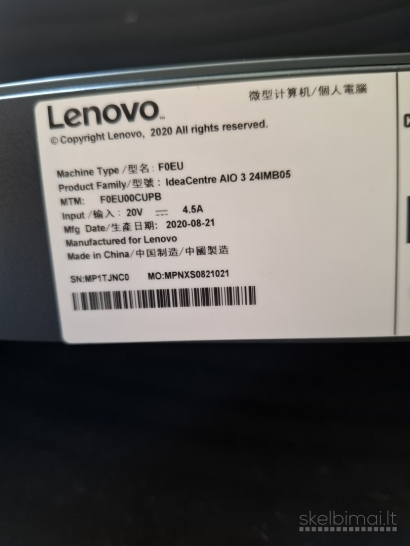 Lenovo
微型计算机/個人電腦
© Copyright Lenovo, 2020 All rights reserved.
Machine Type /型名: F0EU
Product Family/型號: IdeaCentre AIO 3 24IMB05
MTM: F0EU00CUPB
Input /输入: 20V 4.5A
Mfg Date/生產日期: 2020-08-21
Manufactured for Lenovo
Made in China/中国制造/中國製造
SN:MP1TJNC0 MO:MPNXS0821021
skelbimai.lt